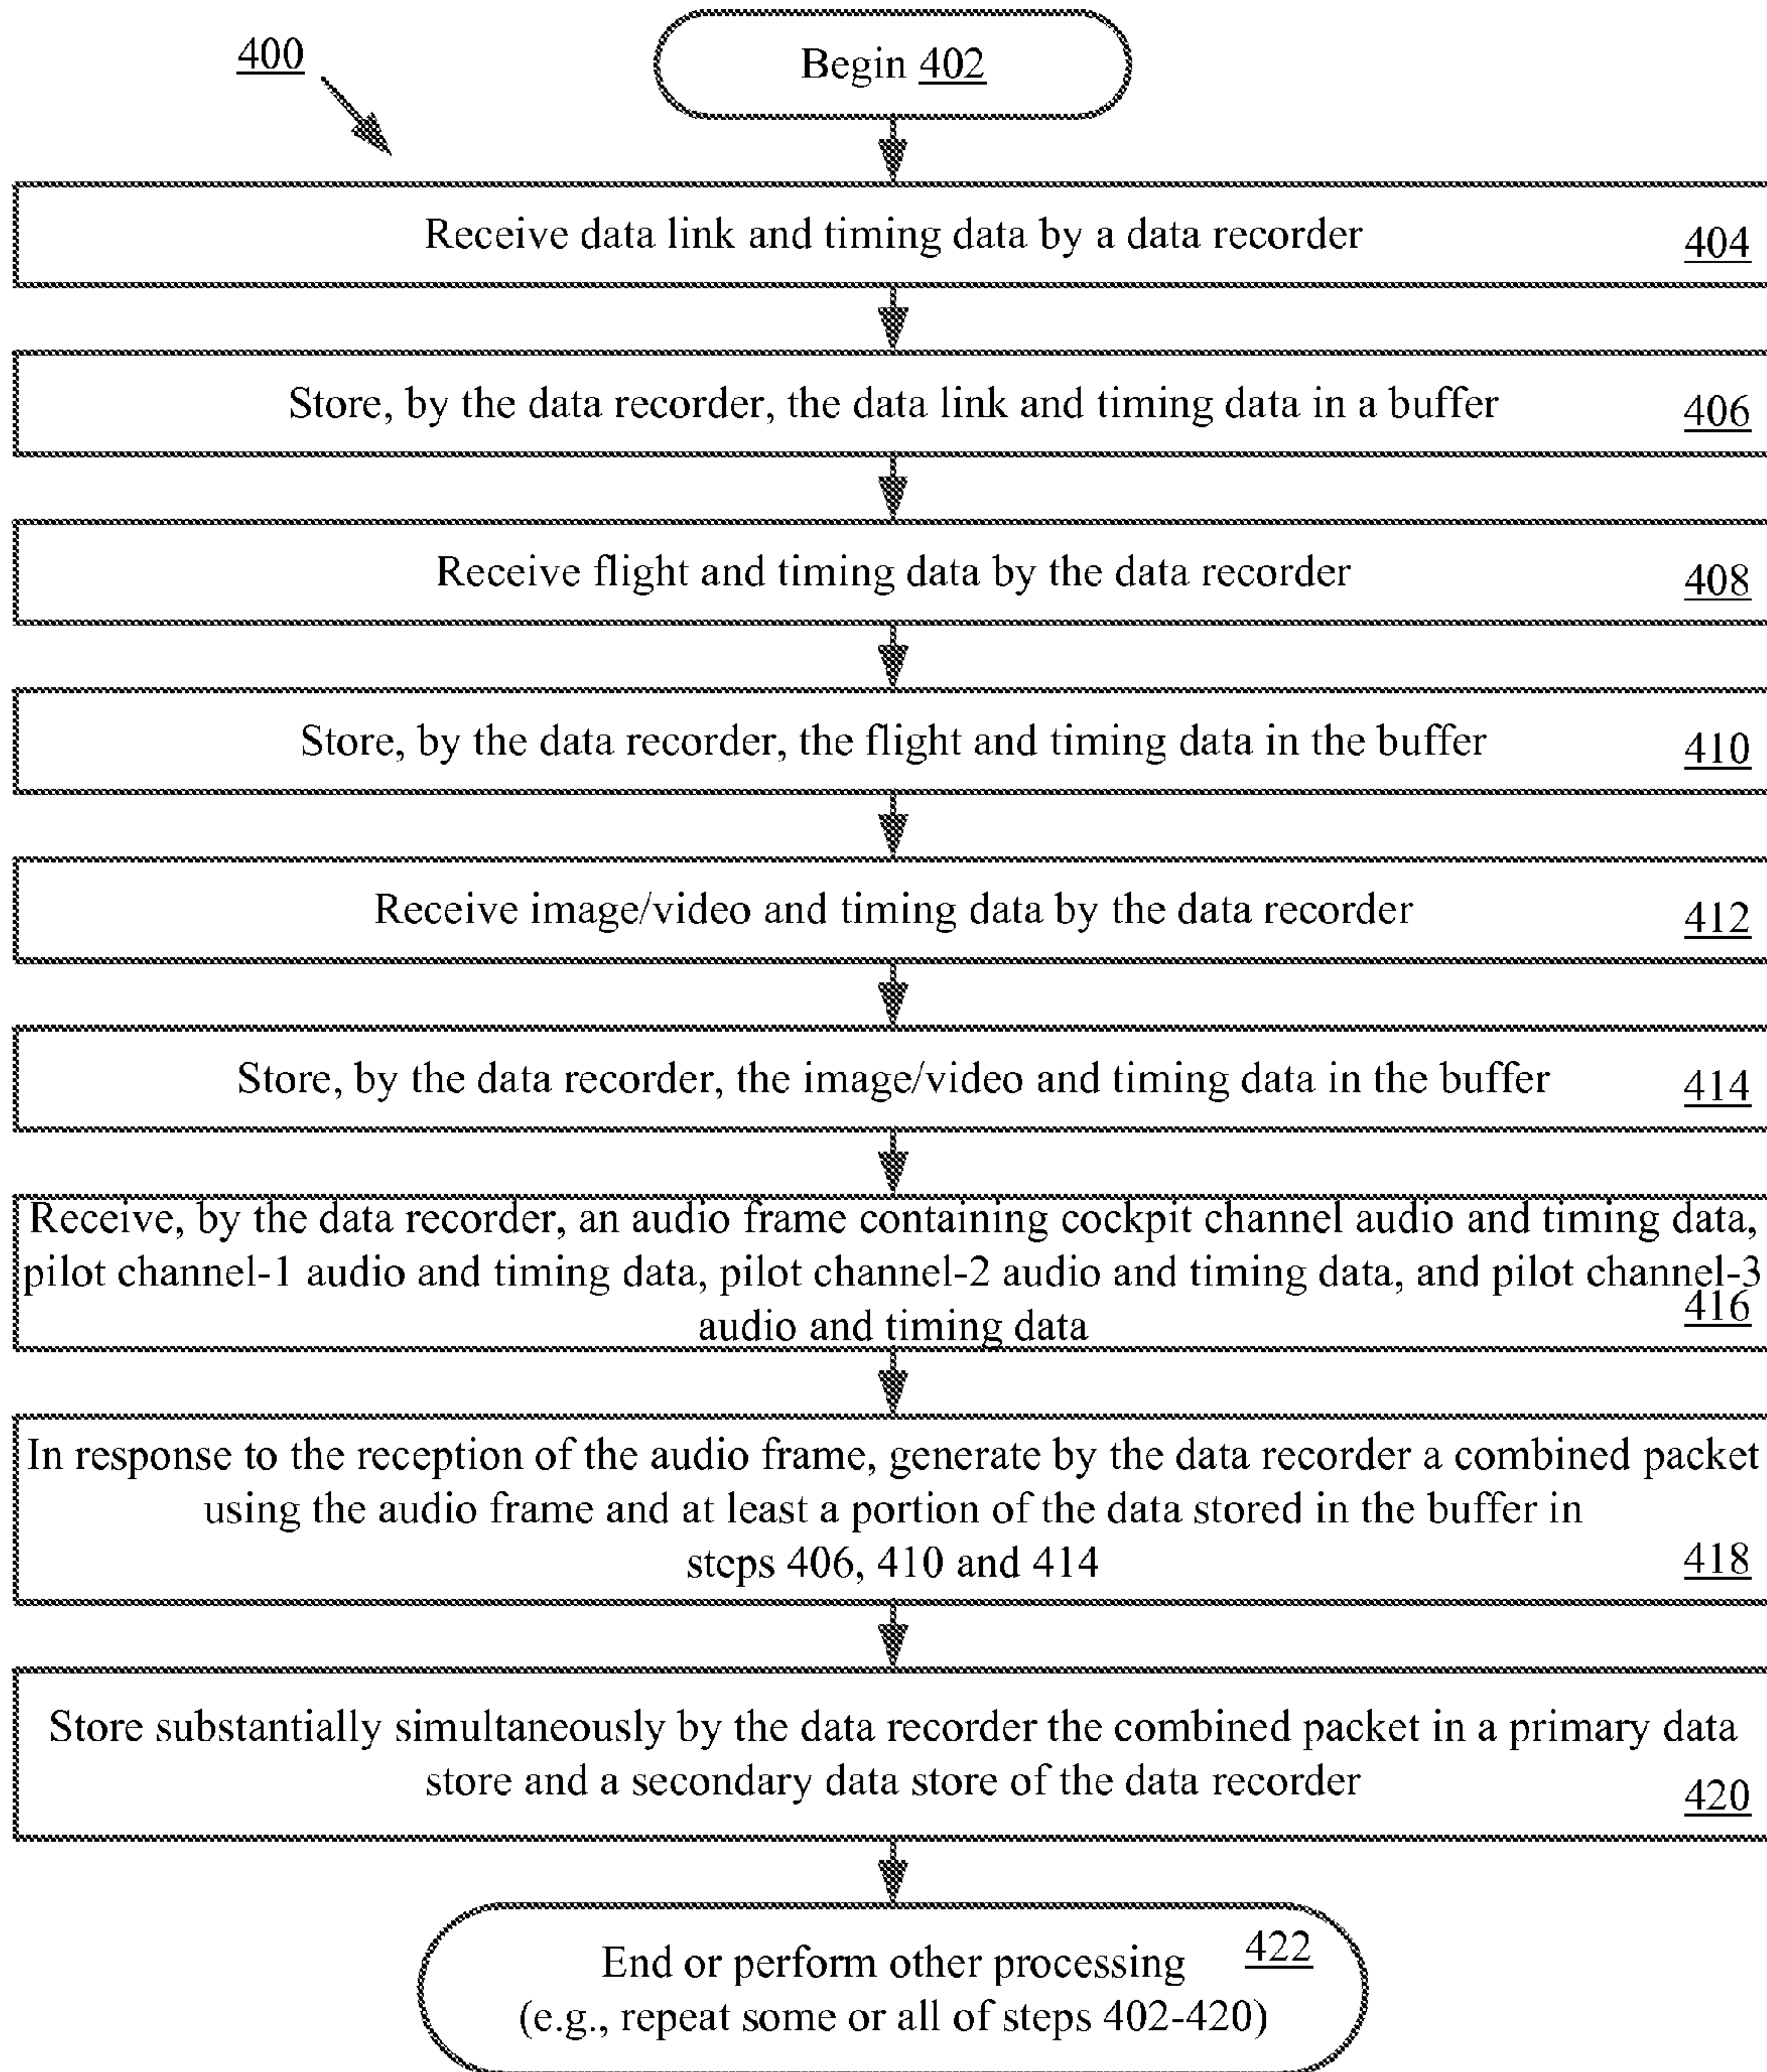 400
Begin 402
Receive data link and timing data by a data recorder
404
Store, by the data recorder, the data link and timing data in a buffer
406
Receive flight and timing data by the data recorder
408
Store, by the data recorder, the flight and timing data in the buffer
410
Receive image/video and timing data by the data recorder
412
Store, by the data recorder, the image/video and timing data in the buffer
414
Receive, by the data recorder, an audio frame containing cockpit channel audio and timing data,
pilot channel-1 audio and timing data, pilot channel-2 audio and timing data, and pilot channel-3
audio and timing data
416
In response to the reception of the audio frame, generate by the data recorder a combined packet
using the audio frame and at least a portion of the data stored in the buffer in
steps 406, 410 and 414
418
Store substantially simultaneously by the data recorder the combined packet in a primary data
store and a secondary data store of the data recorder
420
End or perform other processing
422
(e.g., repeat some or all of steps 402-420)